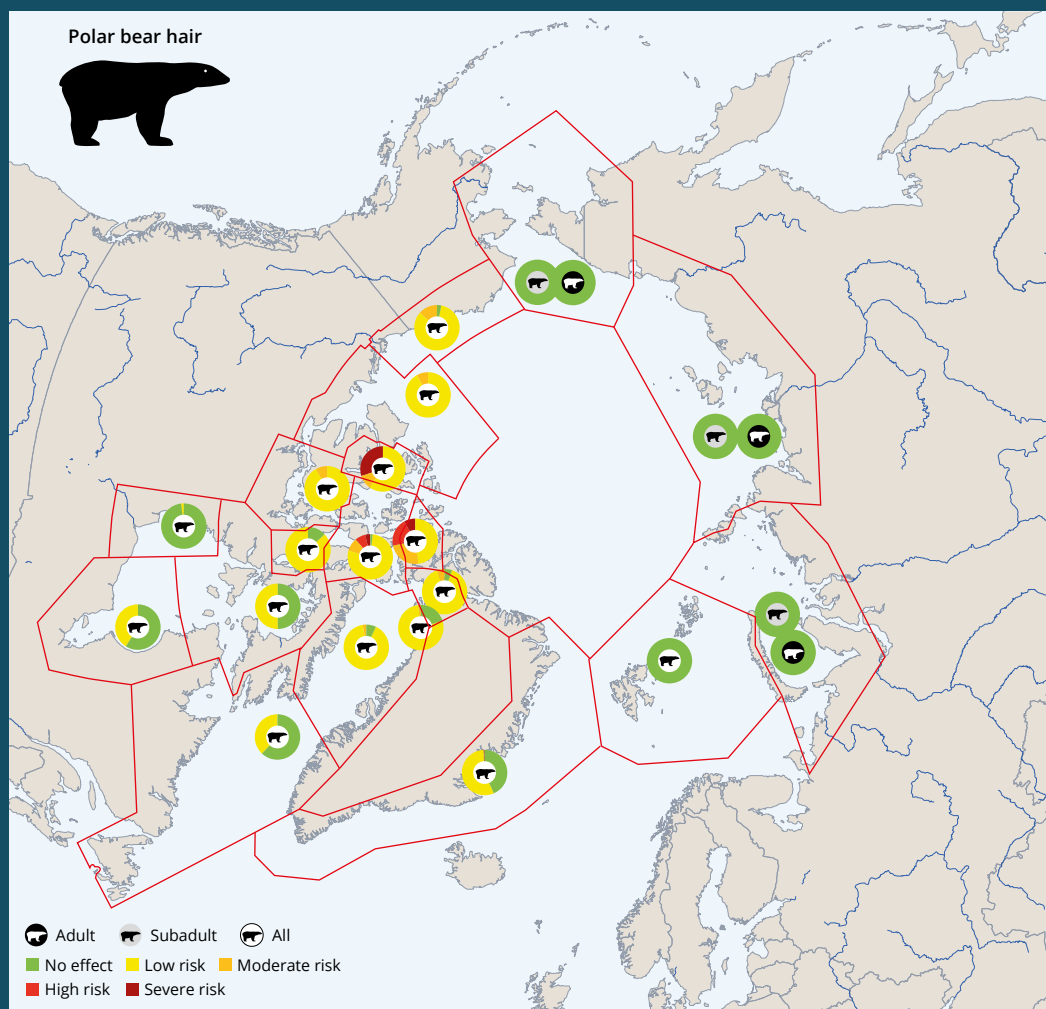 Polar bear hair
Adult Subadult All
No effect Low risk Moderate risk
High risk Severe risk